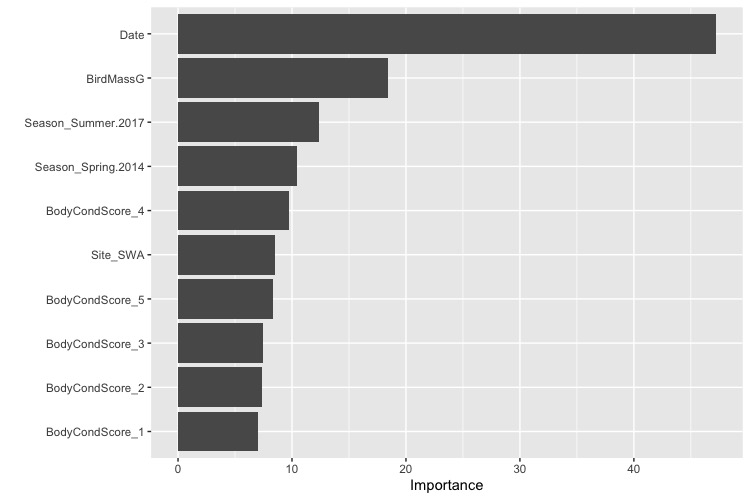 Date
BirdMassG
Season_Summer.2017
Season_Spring.2014
BodyCondScore_4
Site_SWA
BodyCondScore_5
BodyCondScore_3
BodyCondScore_2
BodyCondScore_1
0 10 20 30 40
Importance